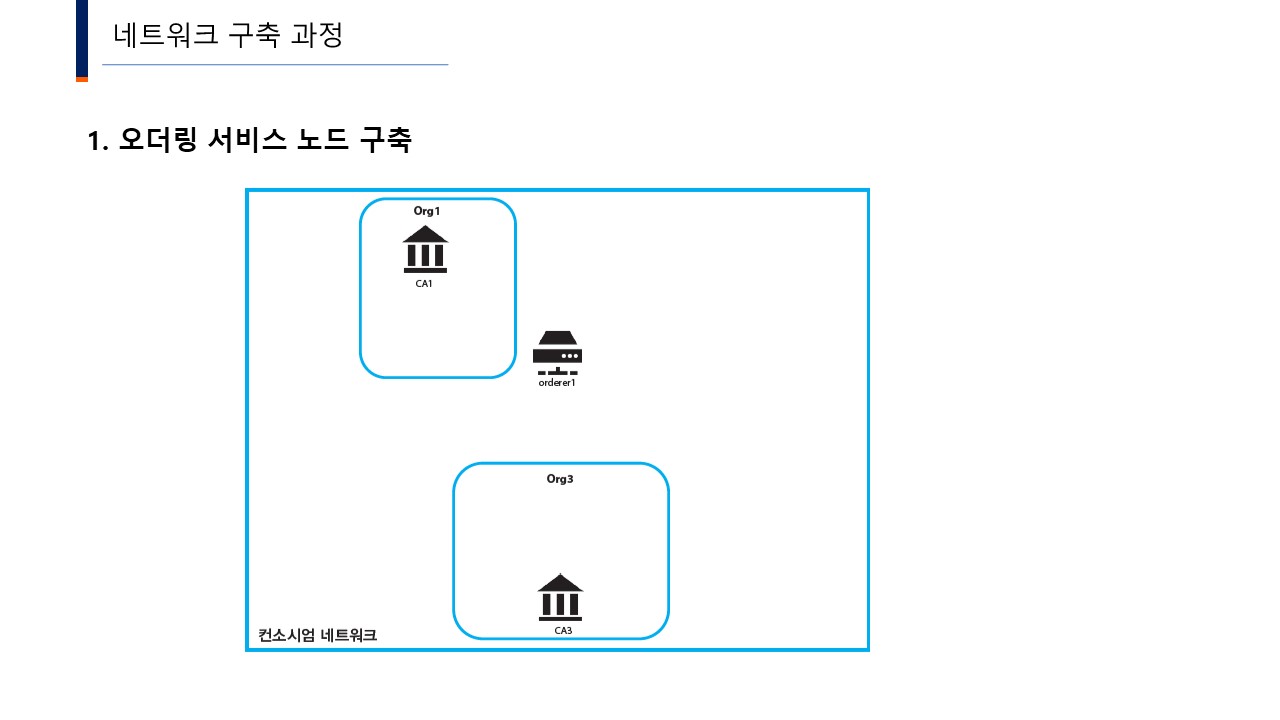 네트워크 구축 과정
1. 오더링 서비스 노드 구축
Org1
CA1
orderer1
Org3
CA3
컨소시엄 네트워크